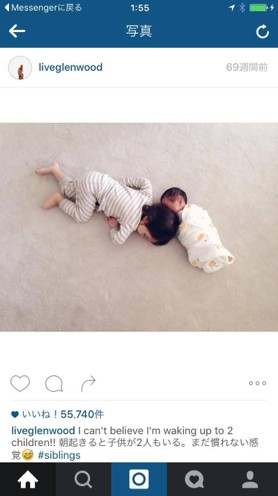 Messengerに戻る 1:55
写真
liveglenwood 69週間前
いいね！55,740件
liveglenwood I can't believe I'm waking up to 2
children!! 朝起きると子供が2人もいる。まだ慣れない感
覚😅 #siblings